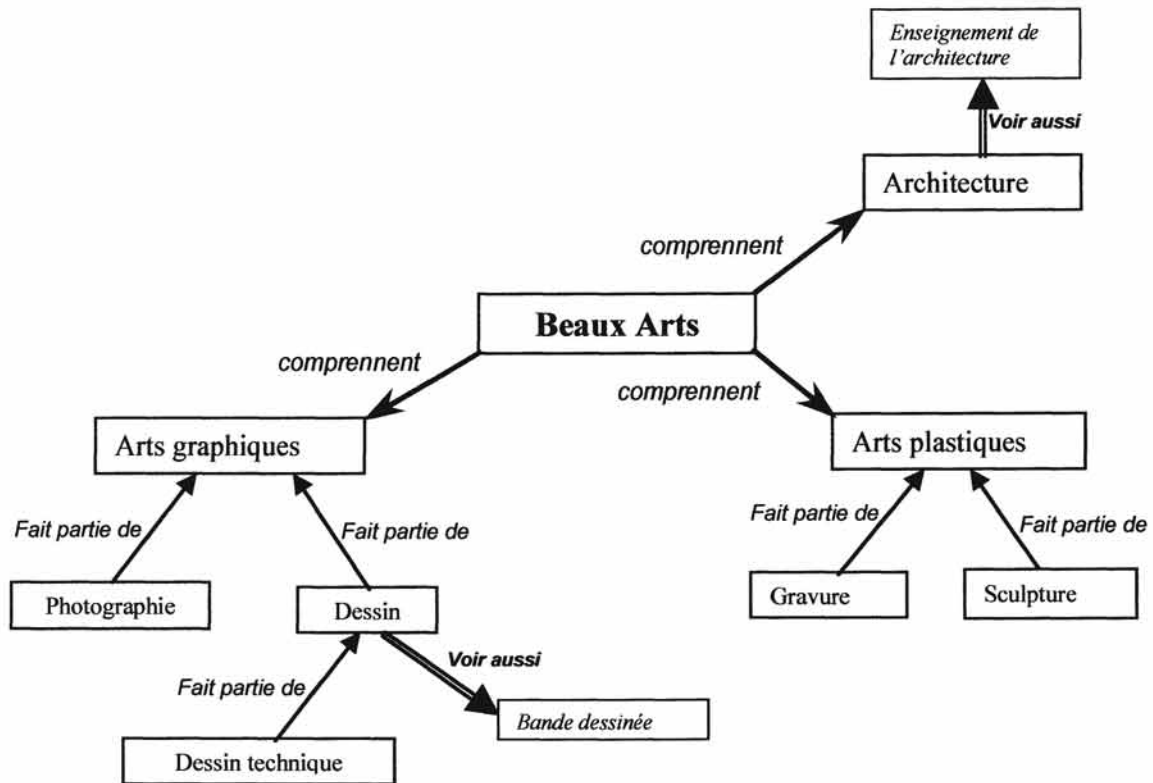 Enseignement de
l'architecture
Voir aussi
Architecture
comprennent
Beaux Arts
comprennent
comprennent
Arts graphiques
Arts plastiques
Fait partie de
Fait partie de
Fait partie de
Fait partie de
Photographie
Dessin
Gravure
Sculpture
Voir aussi
Fait partie de
Bande dessinée
Dessin technique